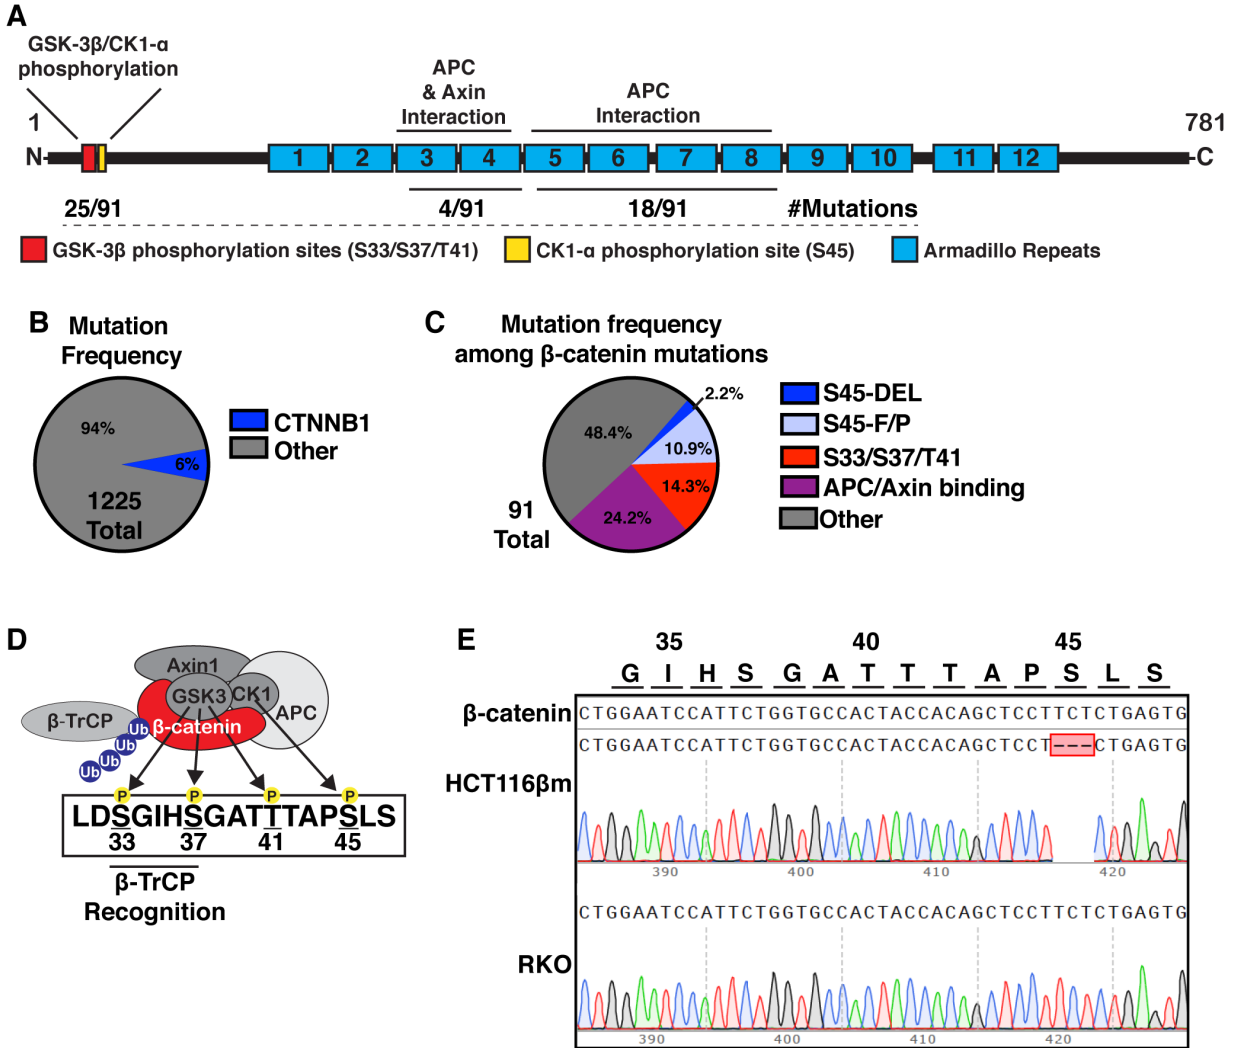 A
GSK-3β/CK1-α
phosphorylation
APC
& Axin
Interaction
APC
Interaction
1
781
N-
1 2 3 4 5 6 7 8 9 10 11 12
-C
25/91
4/91
18/91
#Mutations
GSK-3β phosphorylation sites (S33/S37/T41)
CK1-α phosphorylation site (S45)
Armadillo Repeats
B
Mutation
Frequency
94%
6%
1225
Total
CTNNB1
Other
C
Mutation frequency
among β-catenin mutations
2.2%
48.4%
10.9%
14.3%
24.2%
91
Total
S45-DEL
S45-F/P
S33/S37/T41
APC/Axin binding
Other
D
Axin1
GSK3
CK1
APC
β-TrCP
β-catenin
Ub
Ub
Ub
Ub
P P P P
LDSGIHSGATTTAPSLS
33 37 41 45
β-TrCP
Recognition
E
35 40 45
G I H S G A T T T A P S L S
β-catenin
CTGGAATCCATTCTGGTGCCACTACCACAGCTCCTTCTCTGAGTG
CTGGAATCCATTCTGGTGCCACTACCACAGCTCCT---CTGAGTG
HCT116βm
390 400 410 420
CTGGAATCCATTCTGGTGCCACTACCACAGCTCCTTCTCTGAGTG
RKO
390 400 410 420